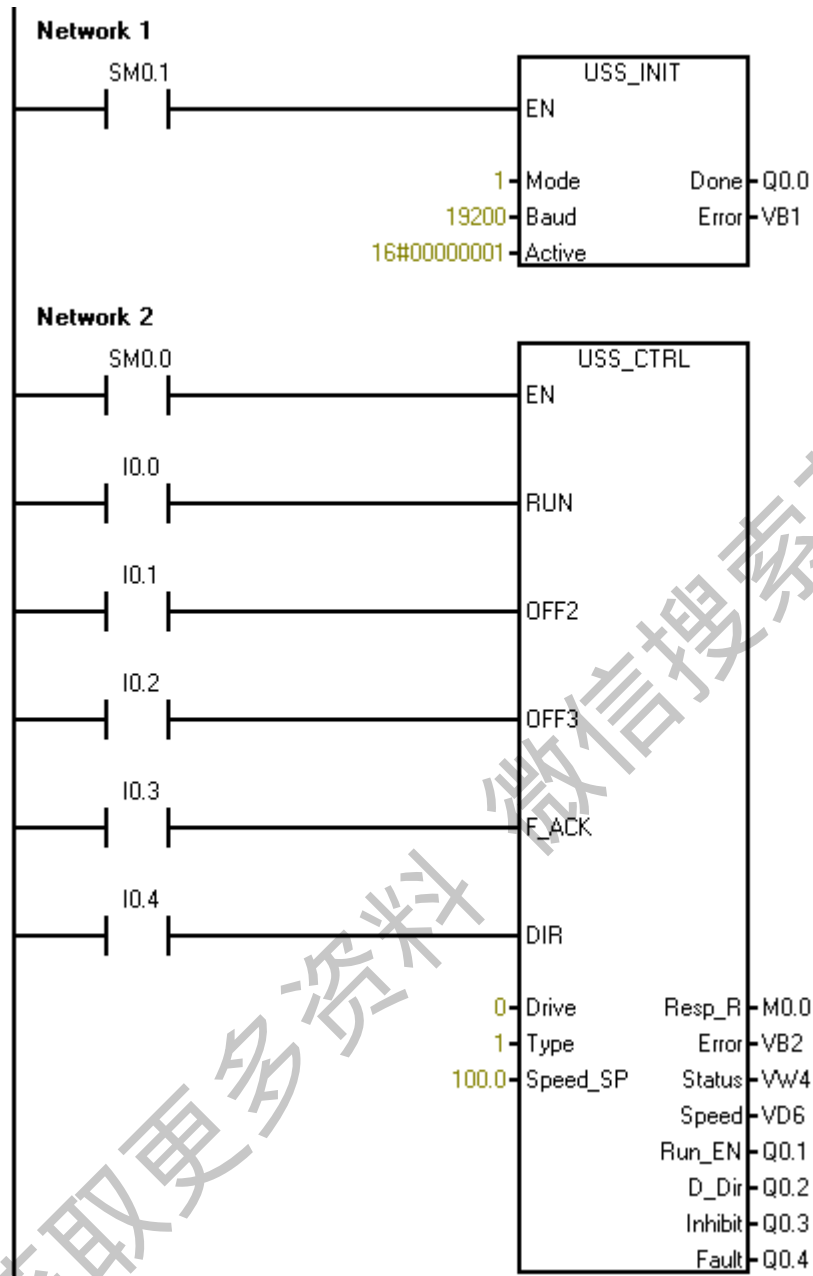 Network 1
SM0.1
USS_INIT
EN
1 Mode Done Q0.0
19200 Baud Error VB1
16#00000001 Active
Network 2
SM0.0
USS_CTRL
EN
I0.0
RUN
I0.1
OFF2
I0.2
OFF3
I0.3
F_ACK
I0.4
DIR
0 Drive Resp_R M0.0
1 Type Error VB2
100.0 Speed_SP Status VW4
Speed VD6
Run_EN Q0.1
D_Dir Q0.2
Inhibit Q0.3
Fault Q0.4
获取更多资料 微信搜索